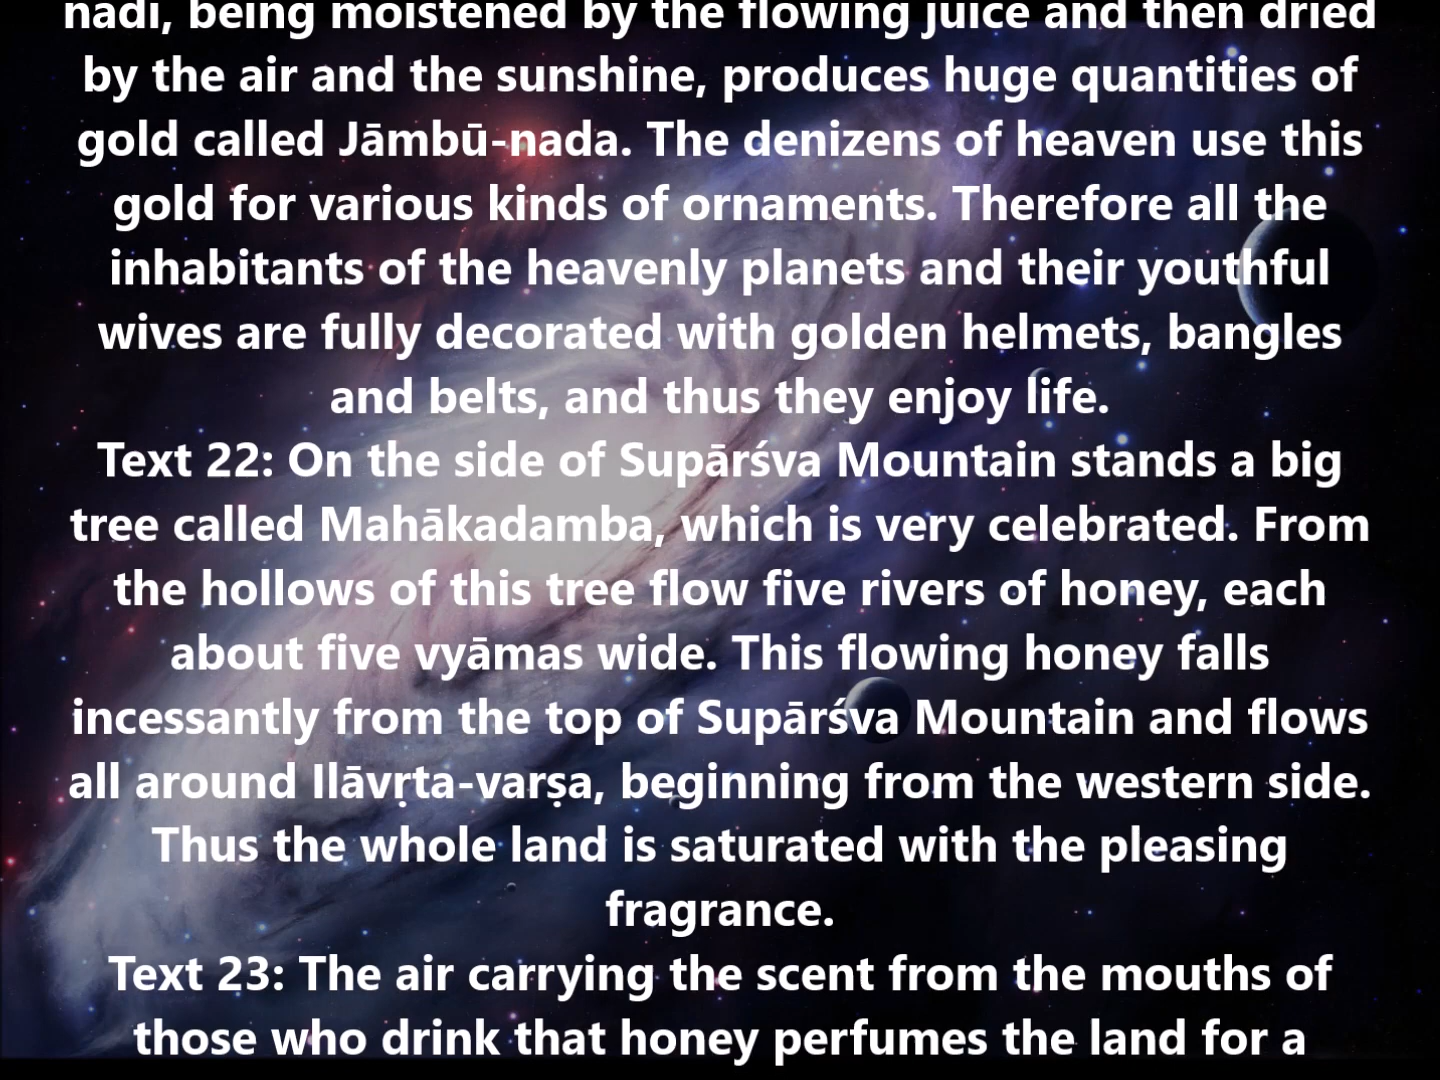 nadī, being moistened by the flowing juice and then dried
by the air and the sunshine, produces huge quantities of
gold called Jāmbū-nada. The denizens of heaven use this
gold for various kinds of ornaments. Therefore all the
inhabitants of the heavenly planets and their youthful
wives are fully decorated with golden helmets, bangles
and belts, and thus they enjoy life.
Text 22: On the side of Supārśva Mountain stands a big
tree called Mahākadamba, which is very celebrated. From
the hollows of this tree flow five rivers of honey, each
about five vyāmas wide. This flowing honey falls
incessantly from the top of Supārśva Mountain and flows
all around Ilāvṛta-varṣa, beginning from the western side.
Thus the whole land is saturated with the pleasing
fragrance.
Text 23: The air carrying the scent from the mouths of
those who drink that honey perfumes the land for a